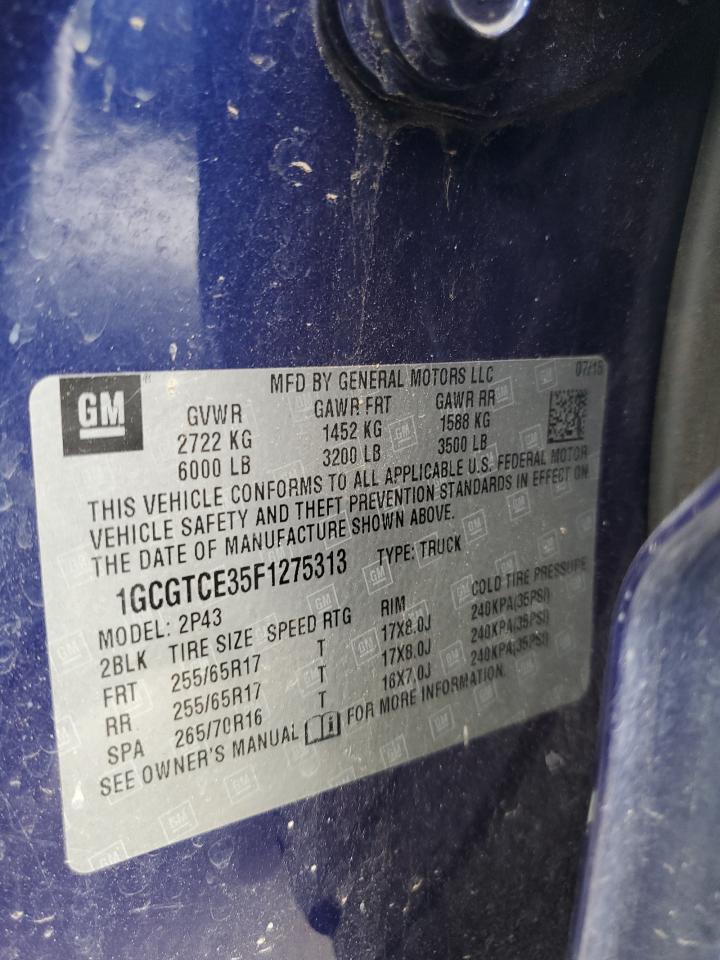 GM
MFD BY GENERAL MOTORS LLC 07/15
GVWR GAWR FRT GAWR RR
2722 KG 1452 KG 1588 KG
6000 LB 3200 LB 3500 LB
THIS VEHICLE CONFORMS TO ALL APPLICABLE U.S. FEDERAL MOTOR
VEHICLE SAFETY AND THEFT PREVENTION STANDARDS IN EFFECT ON
THE DATE OF MANUFACTURE SHOWN ABOVE.
1GCGTCE35F1275313 TYPE: TRUCK
MODEL: 2P43
2BLK TIRE SIZE SPEED RTG RIM COLD TIRE PRESSURE
FRT 255/65R17 T 17X8.0J 240KPA(35PSI)
RR 255/65R17 T 17X8.0J 240KPA(35PSI)
SPA 265/70R16 T 16X7.0J 240KPA(35PSI)
SEE OWNER'S MANUAL FOR MORE INFORMATION.